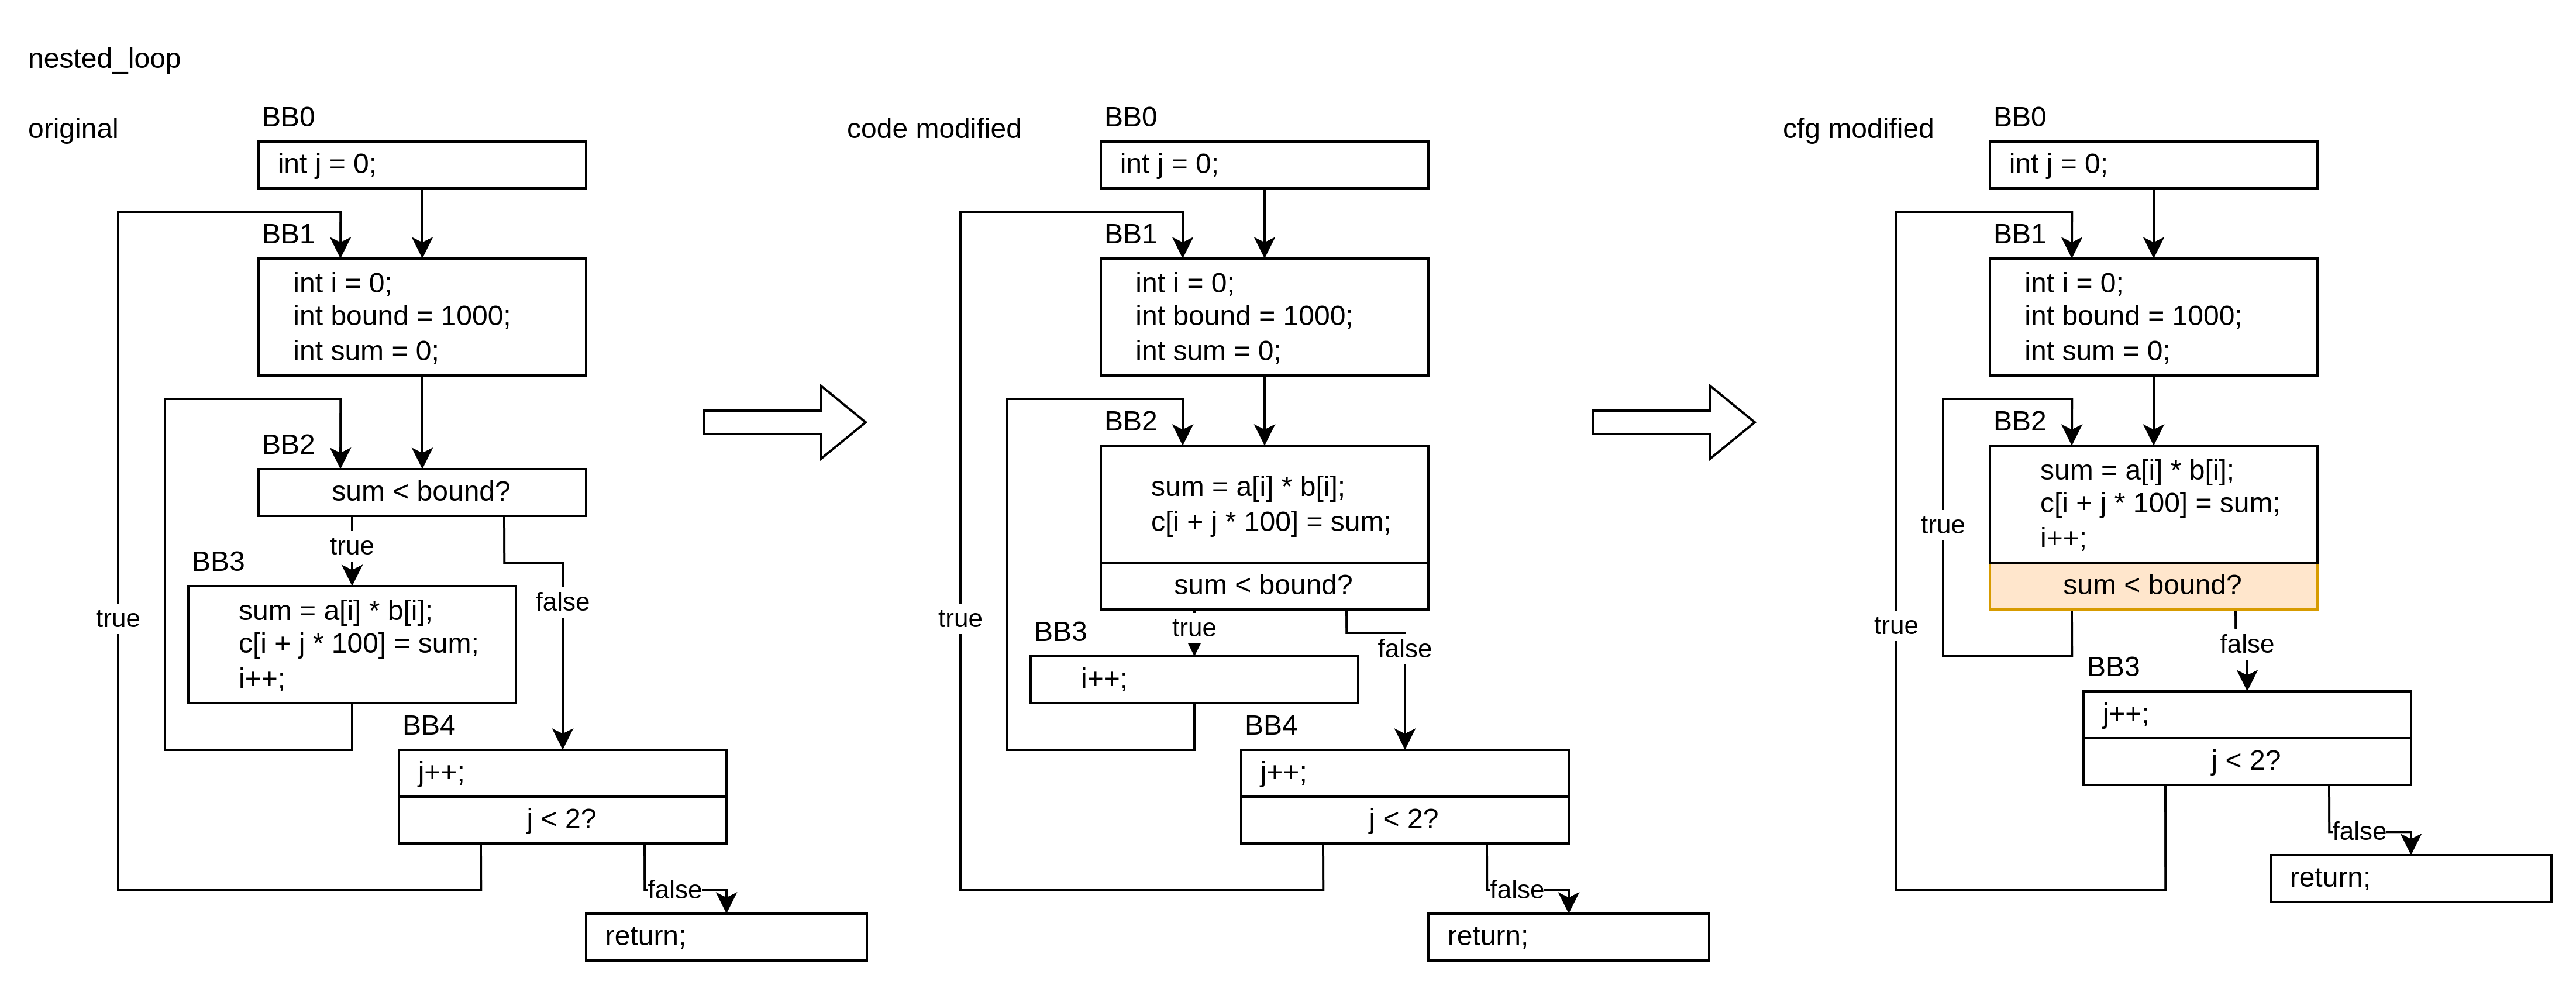 nested_loop
original
BB0
int j = 0;
BB1
int i = 0;
int bound = 1000;
int sum = 0;
BB2
sum < bound?
true
false
BB3
sum = a[i] * b[i];
c[i + j * 100] = sum;
i++;
true
BB4
j++;
j < 2?
false
return;
code modified
BB0
int j = 0;
BB1
int i = 0;
int bound = 1000;
int sum = 0;
BB2
sum = a[i] * b[i];
c[i + j * 100] = sum;
sum < bound?
true
false
BB3
i++;
true
BB4
j++;
j < 2?
false
return;
cfg modified
BB0
int j = 0;
BB1
int i = 0;
int bound = 1000;
int sum = 0;
BB2
sum = a[i] * b[i];
c[i + j * 100] = sum;
i++;
sum < bound?
true
true
false
BB3
j++;
j < 2?
false
return;